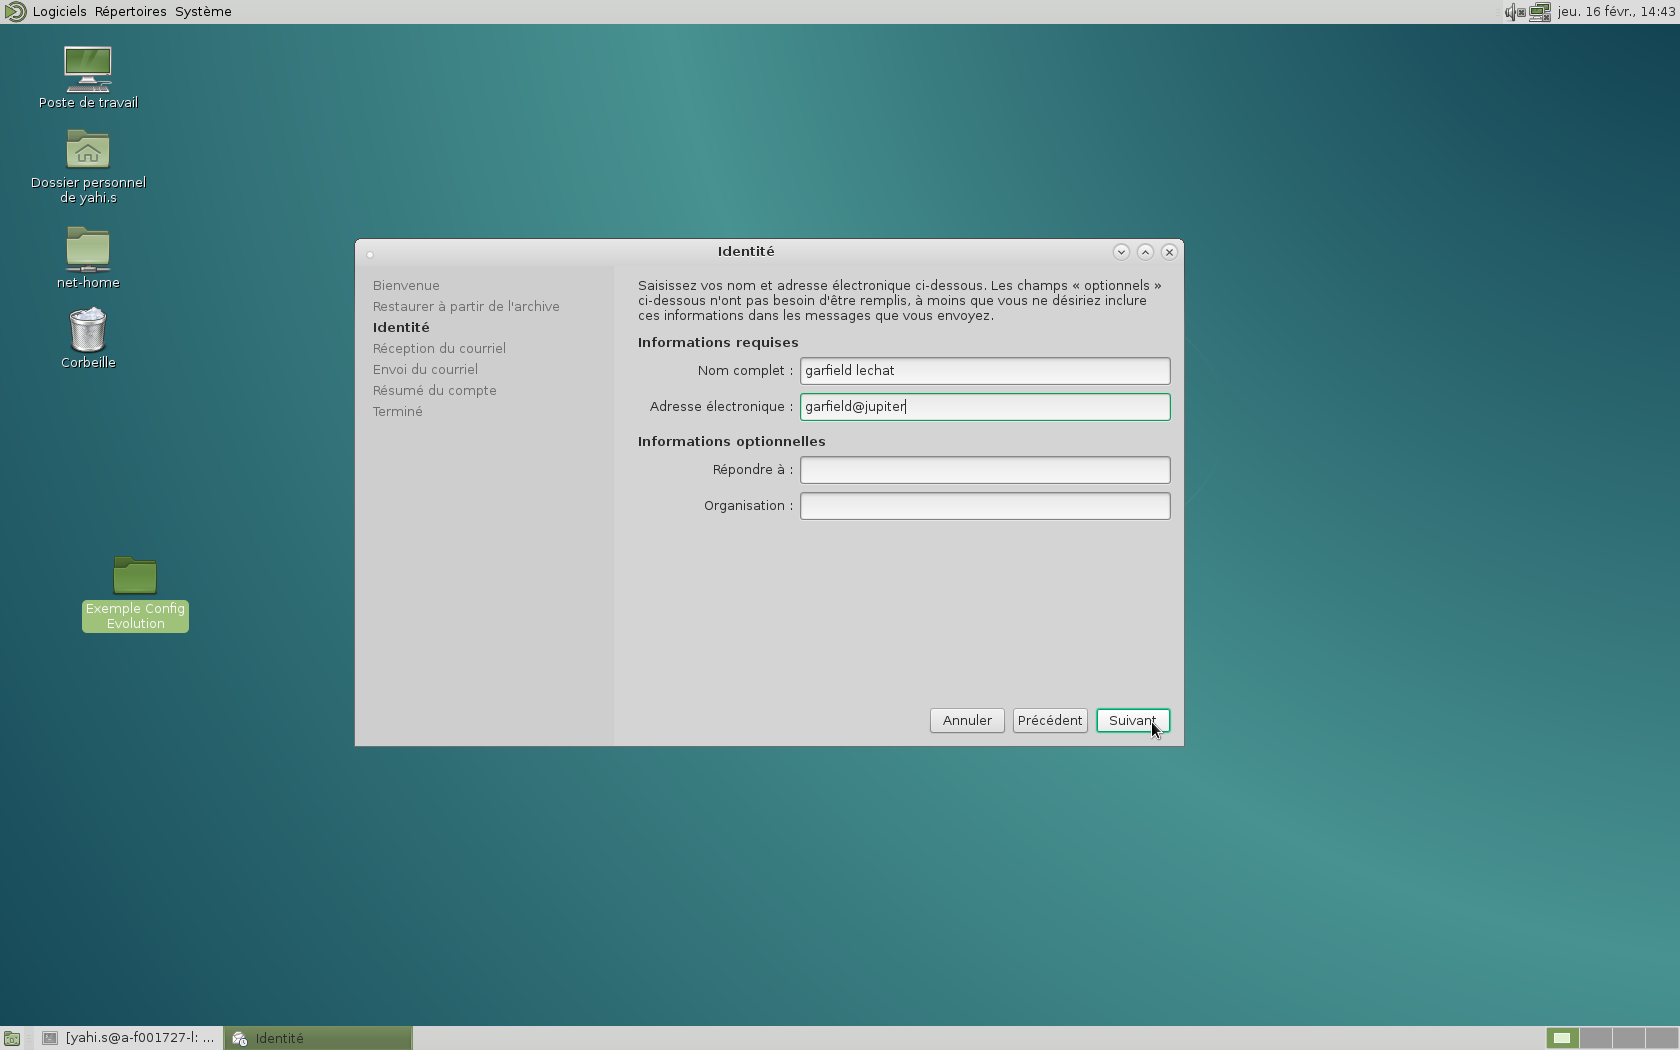 Logiciels Répertoires Système
jeu. 16 févr., 14:43
Poste de travail
Dossier personnel
de yahi.s
net-home
Corbeille
Exemple Config
Evolution
Identité
Bienvenue
Restaurer à partir de l'archive
Identité
Réception du courriel
Envoi du courriel
Résumé du compte
Terminé
Saisissez vos nom et adresse électronique ci-dessous. Les champs « optionnels »
ci-dessous n'ont pas besoin d'être remplis, à moins que vous ne désiriez inclure
ces informations dans les messages que vous envoyez.
Informations requises
Nom complet : garfield lechat
Adresse électronique : garfield@jupiter
Informations optionnelles
Répondre à :
Organisation :
Annuler Précédent Suivant
[yahi.s@a-f001727-l: ... Identité